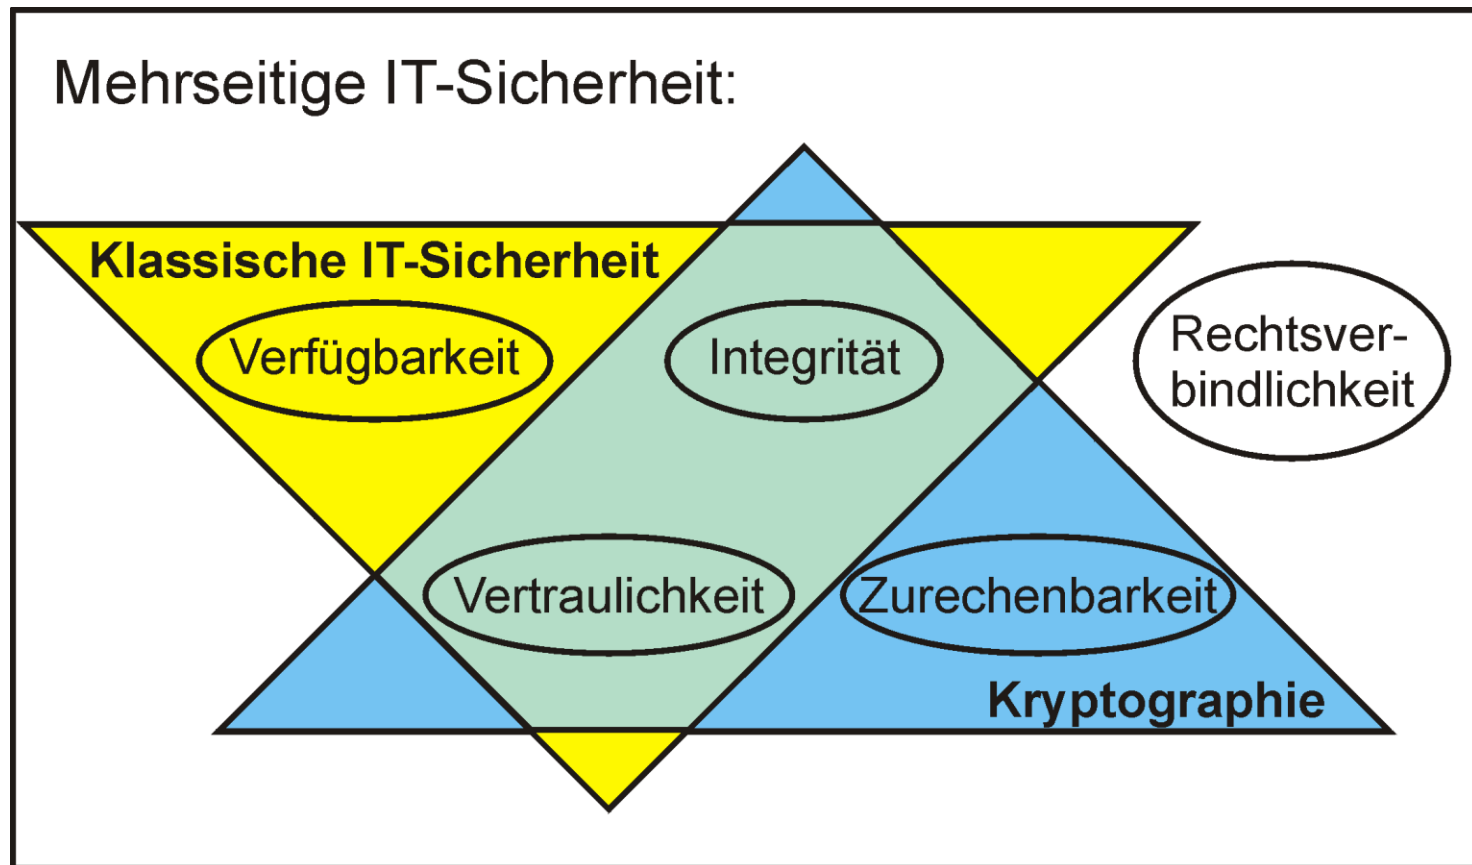 Mehrseitige IT-Sicherheit:
Klassische IT-Sicherheit
Verfügbarkeit
Integrität
Rechtsver-
bindlichkeit
Vertraulichkeit
Zurechenbarkeit
Kryptographie